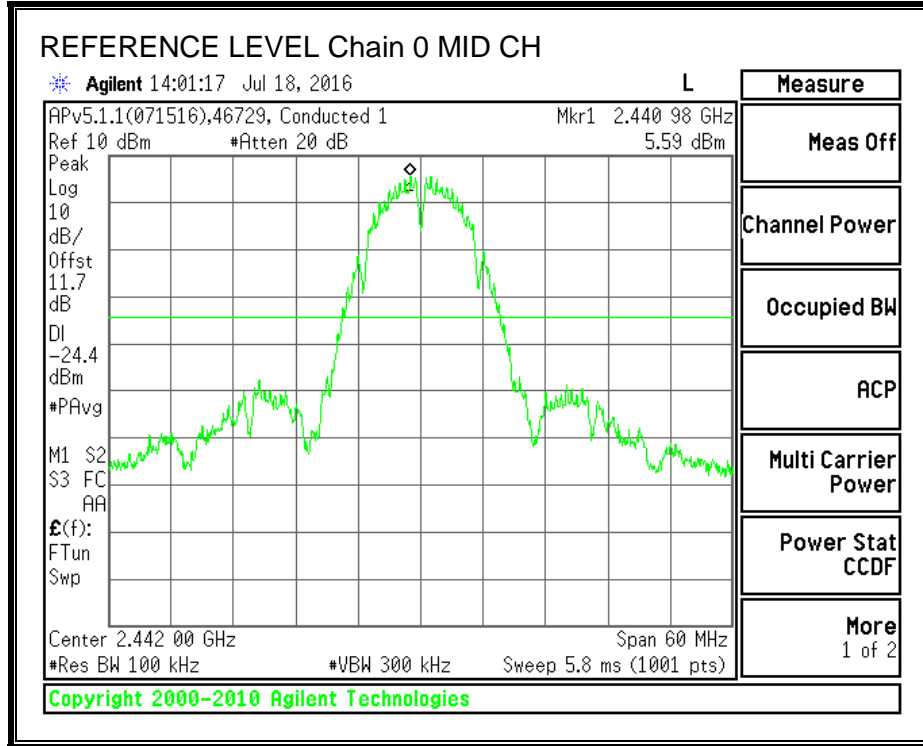 REFERENCE LEVEL Chain 0 MID CH
Agilent 14:01:17 Jul 18, 2016 L
Measure
APv5.1.1(071516),46729, Conducted 1 Mkr1 2.440 98 GHz
Ref 10 dBm #Atten 20 dB 5.59 dBm
Meas Off
Peak
Log
10
dB/
Offst
11.7
dB
DI
-24.4
dBm
#PAvg
M1 S2
S3 FC
AA
£(f):
FTun
Swp
1
Channel Power
Occupied BW
ACP
Multi Carrier
Power
Power Stat
CCDF
More
1 of 2
Center 2.442 00 GHz Span 60 MHz
#Res BW 100 kHz #VBW 300 kHz Sweep 5.8 ms (1001 pts)
Copyright 2000-2010 Agilent Technologies